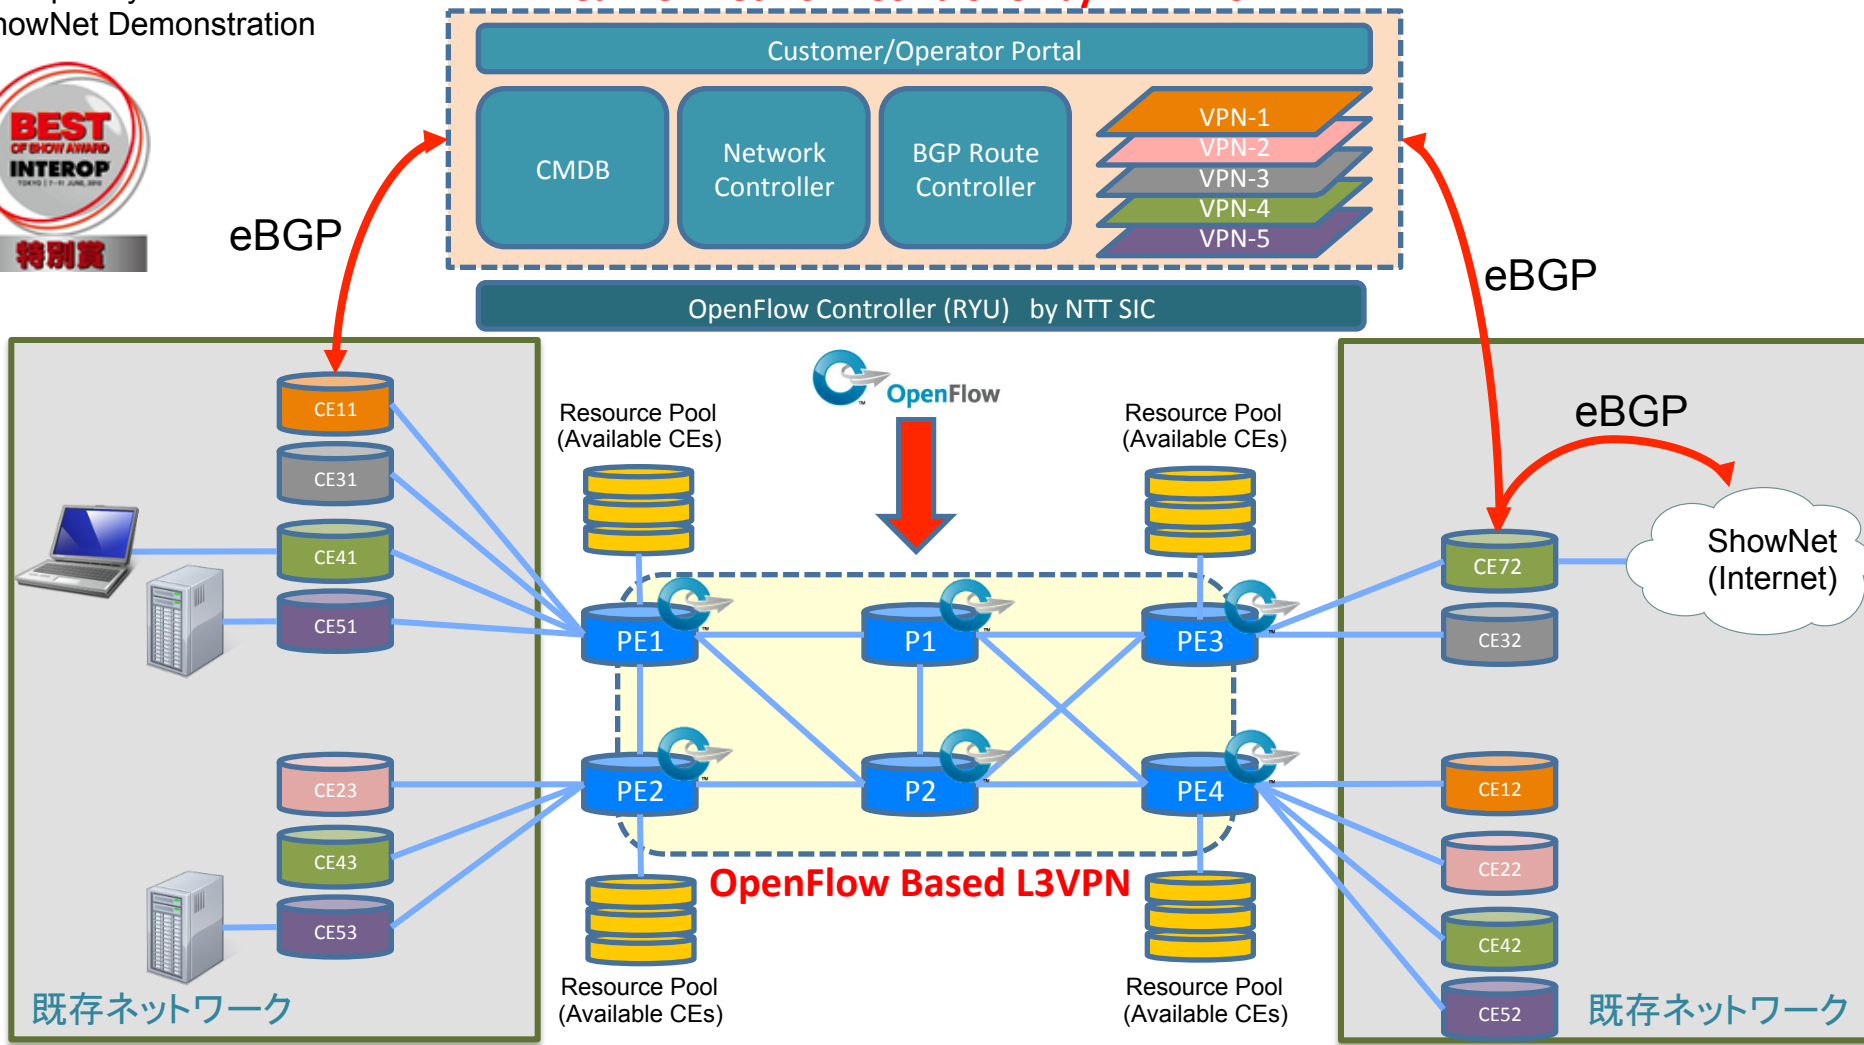 howNet Demonstration
BEST
OF SHOW AWARD
INTEROP
TOKYO | 7-11 JUNE, 2012
特別賞
eBGP
Customer/Operator Portal
CMDB
Network
Controller
BGP Route
Controller
VPN-1
VPN-2
VPN-3
VPN-4
VPN-5
OpenFlow Controller (RYU) by NTT SIC
eBGP
eBGP
OpenFlow
Resource Pool
(Available CEs)
Resource Pool
(Available CEs)
CE11
CE31
CE41
CE51
CE23
CE43
CE53
既存ネットワーク
PE1
P1
PE3
PE2
P2
PE4
OpenFlow Based L3VPN
Resource Pool
(Available CEs)
Resource Pool
(Available CEs)
CE72
CE32
ShowNet
(Internet)
CE12
CE22
CE42
CE52
既存ネットワーク